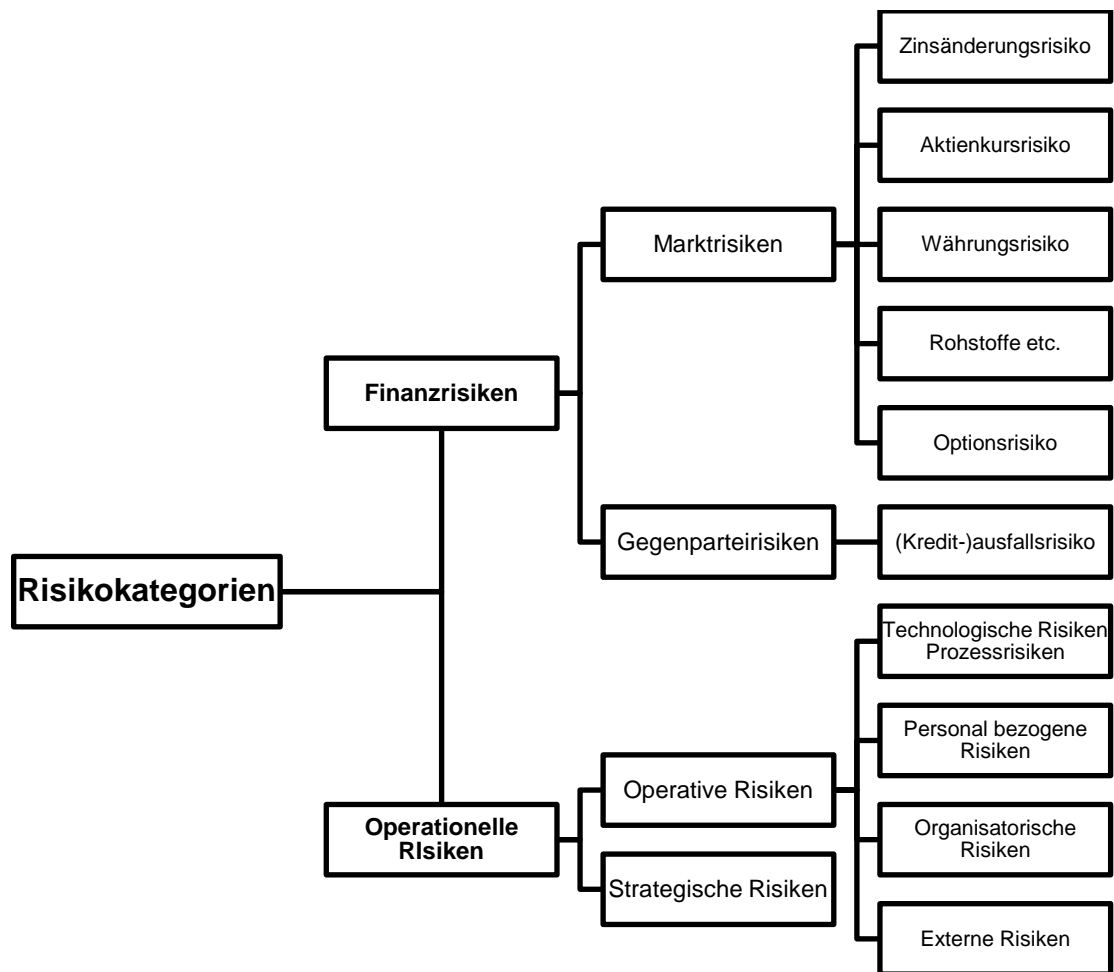 Zinsänderungsrisiko
Aktienkursrisiko
Marktrisiken
Währungsrisiko
Rohstoffe etc.
Finanzrisiken
Optionsrisiko
Gegenparteirisiken
(Kredit-)ausfallsrisiko
Risikokategorien
Technologische Risiken
Prozessrisiken
Personal bezogene
Risiken
Operative Risiken
Operationelle
RIsiken
Organisatorische
Risiken
Strategische Risiken
Externe Risiken